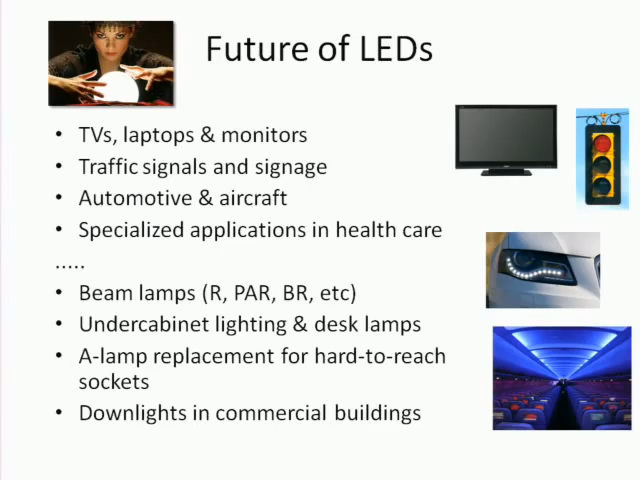 Future of LEDs
• TVs, laptops & monitors
• Traffic signals and signage
• Automotive & aircraft
• Specialized applications in health care
.....
• Beam lamps (R, PAR, BR, etc)
• Undercabinet lighting & desk lamps
• A-lamp replacement for hard-to-reach
sockets
• Downlights in commercial buildings